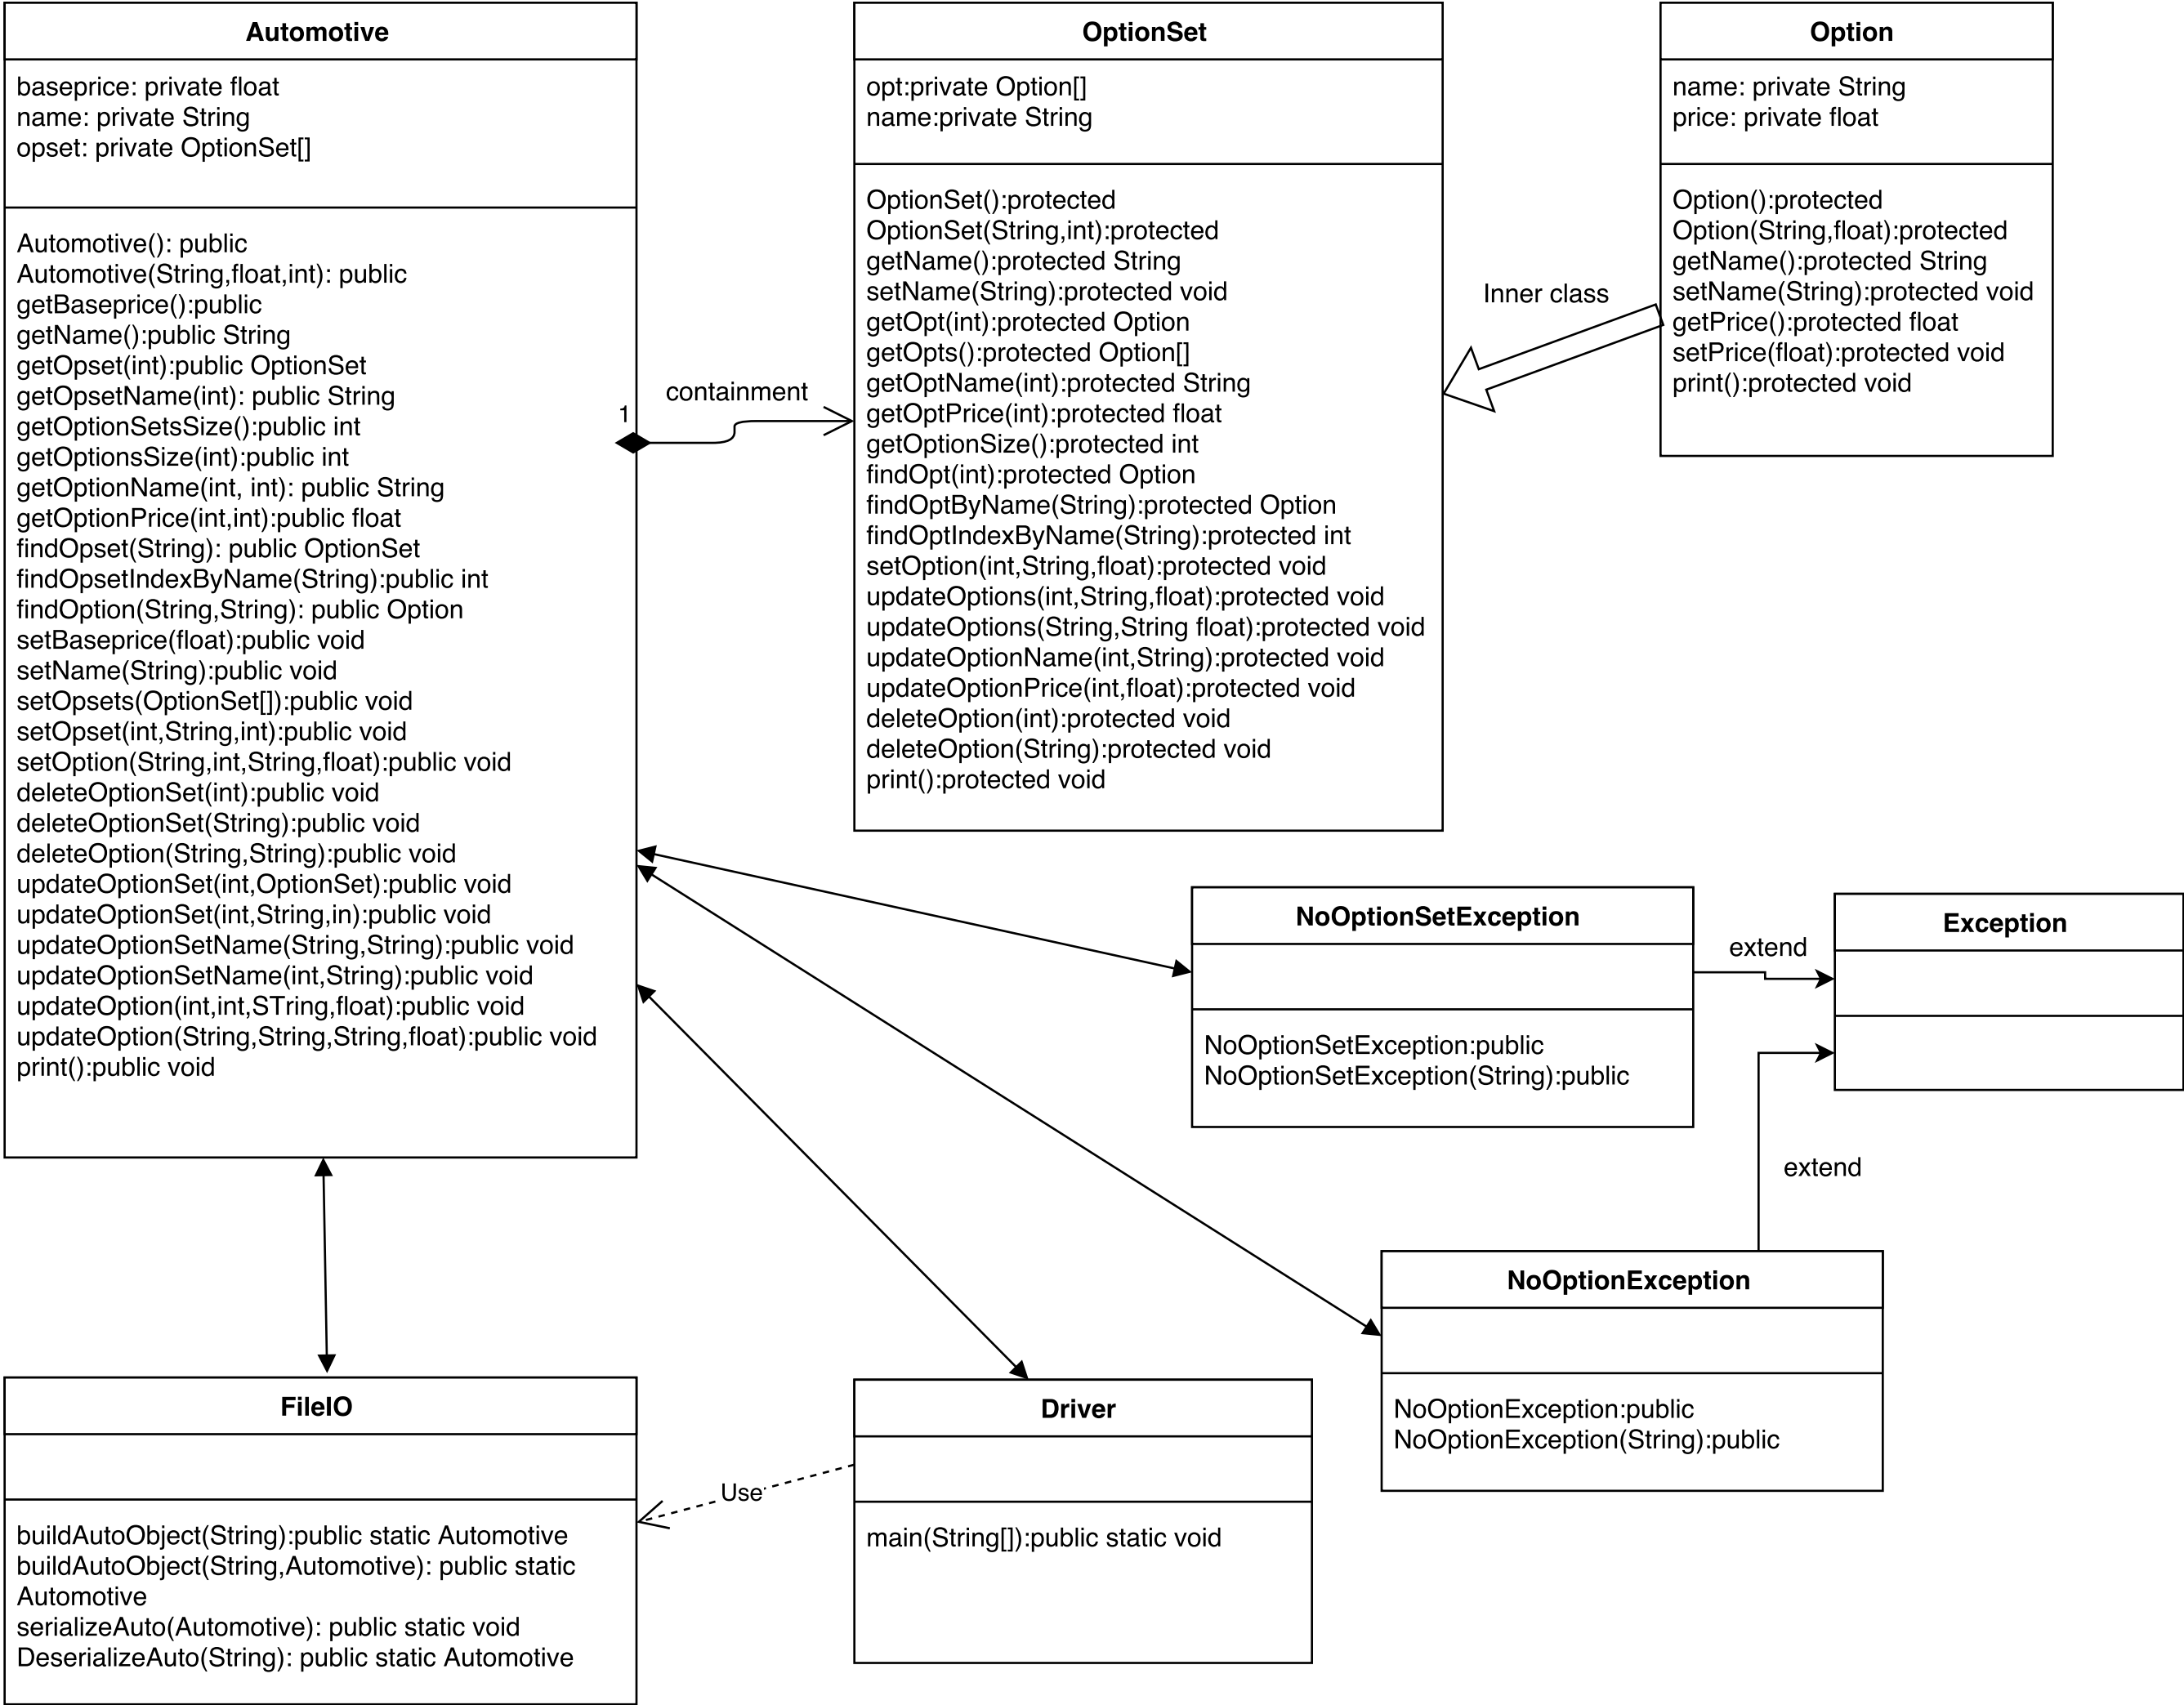 Automotive
baseprice: private float
name: private String
opset: private OptionSet[]
Automotive(): public
Automotive(String,float,int): public
getBaseprice():public
getName():public String
getOpset(int):public OptionSet
getOpsetName(int): public String
getOptionSetsSize():public int
getOptionsSize(int):public int
getOptionName(int, int): public String
getOptionPrice(int,int):public float
findOpset(String): public OptionSet
findOpsetIndexByName(String):public int
findOption(String,String): public Option
setBaseprice(float):public void
setName(String):public void
setOpsets(OptionSet[]):public void
setOpset(int,String,int):public void
setOption(String,int,String,float):public void
deleteOptionSet(int):public void
deleteOptionSet(String):public void
deleteOption(String,String):public void
updateOptionSet(int,OptionSet):public void
updateOptionSet(int,String,in):public void
updateOptionSetName(String,String):public void
updateOptionSetName(int,String):public void
updateOption(int,int,STring,float):public void
updateOption(String,String,String,float):public void
print():public void
1
containment
OptionSet
opt:private Option[]
name:private String
OptionSet():protected
OptionSet(String,int):protected
getName():protected String
setName(String):protected void
getOpt(int):protected Option
getOpts():protected Option[]
getOptName(int):protected String
getOptPrice(int):protected float
getOptionSize():protected int
findOpt(int):protected Option
findOptByName(String):protected Option
findOptIndexByName(String):protected int
setOption(int,String,float):protected void
updateOptions(int,String,float):protected void
updateOptions(String,String float):protected void
updateOptionName(int,String):protected void
updateOptionPrice(int,float):protected void
deleteOption(int):protected void
deleteOption(String):protected void
print():protected void
Inner class
Option
name: private String
price: private float
Option():protected
Option(String,float):protected
getName():protected String
setName(String):protected void
getPrice():protected float
setPrice(float):protected void
print():protected void
NoOptionSetException
NoOptionSetException:public
NoOptionSetException(String):public
extend
Exception
extend
NoOptionException
NoOptionException:public
NoOptionException(String):public
FileIO
buildAutoObject(String):public static Automotive
buildAutoObject(String,Automotive): public static
Automotive
serializeAuto(Automotive): public static void
DeserializeAuto(String): public static Automotive
Use
Driver
main(String[]):public static void